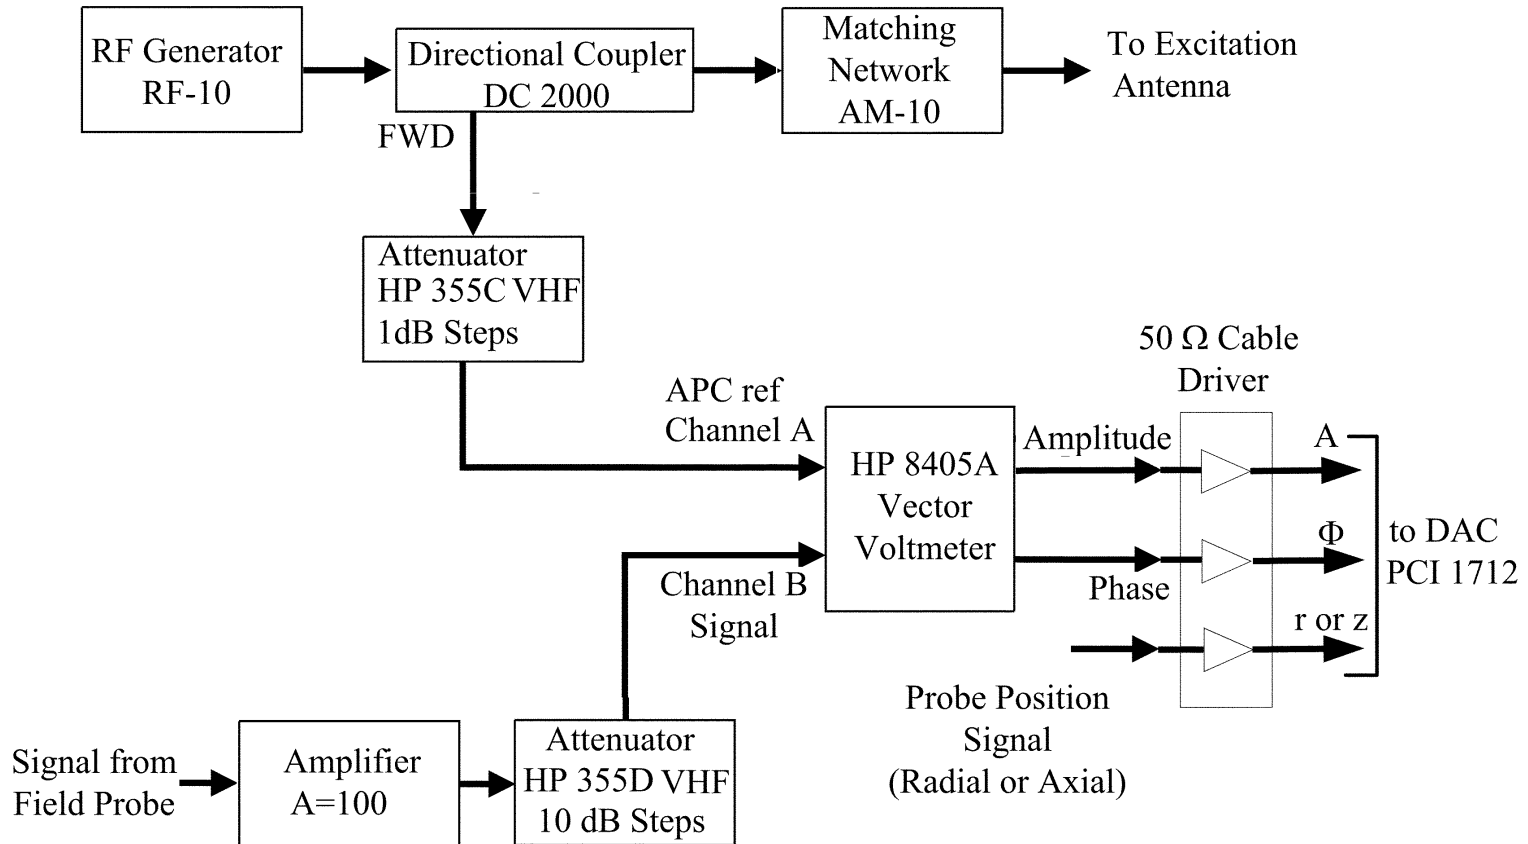 RF Generator
RF-10
Directional Coupler
DC 2000
Matching
Network
AM-10
To Excitation
Antenna
FWD
Attenuator
HP 355C VHF
1dB Steps
APC ref
Channel A
HP 8405A
Vector
Voltmeter
50 Ω Cable
Driver
Amplitude
A
Phase
Φ
r or z
to DAC
PCI 1712
Channel B
Signal
Probe Position
Signal
(Radial or Axial)
Signal from
Field Probe
Amplifier
A=100
Attenuator
HP 355D VHF
10 dB Steps